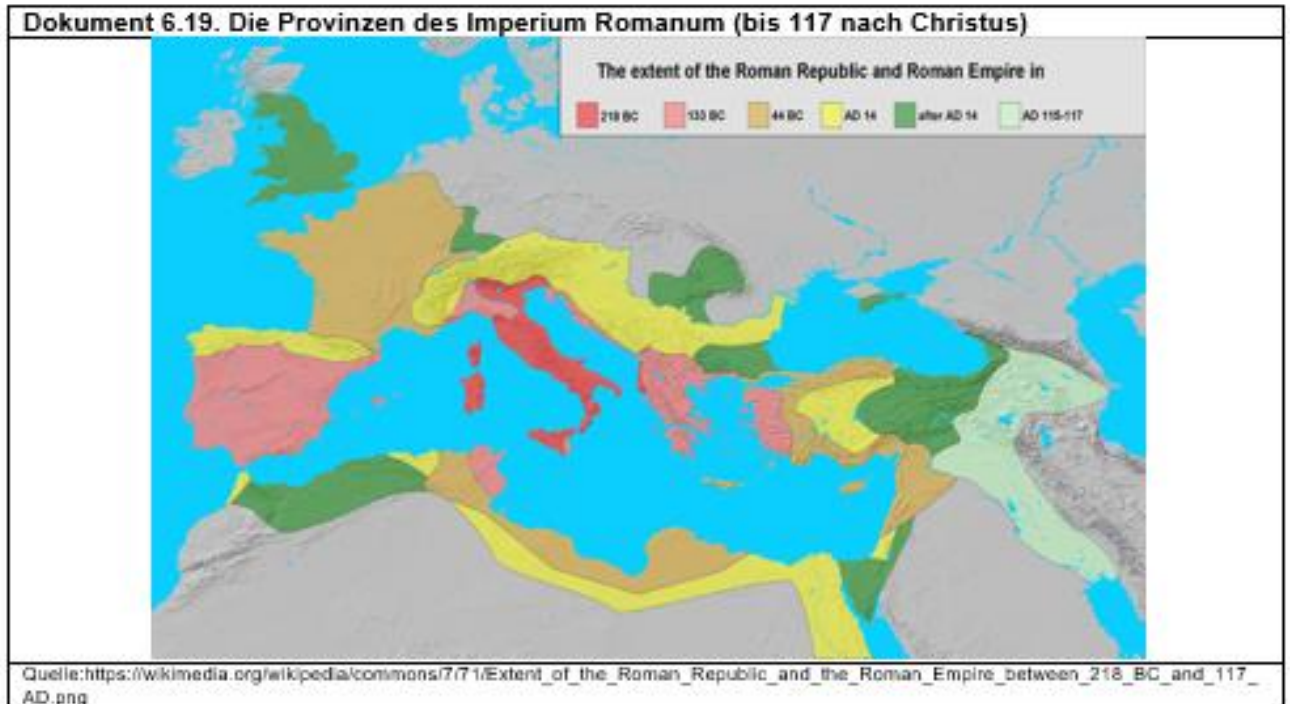 Dokument 6.19. Die Provinzen des Imperium Romanum (bis 117 nach Christus)
The extent of the Roman Republic and Roman Empire in
218 BC 133 BC 44 BC AD 14 after AD 14 AD 115-117
Quelle:https://wikimedia.org/wikipedia/commons/7/71/Extent_of_the_Roman_Republic_and_the_Roman_Empire_between_218_BC_and_117_
AD.png